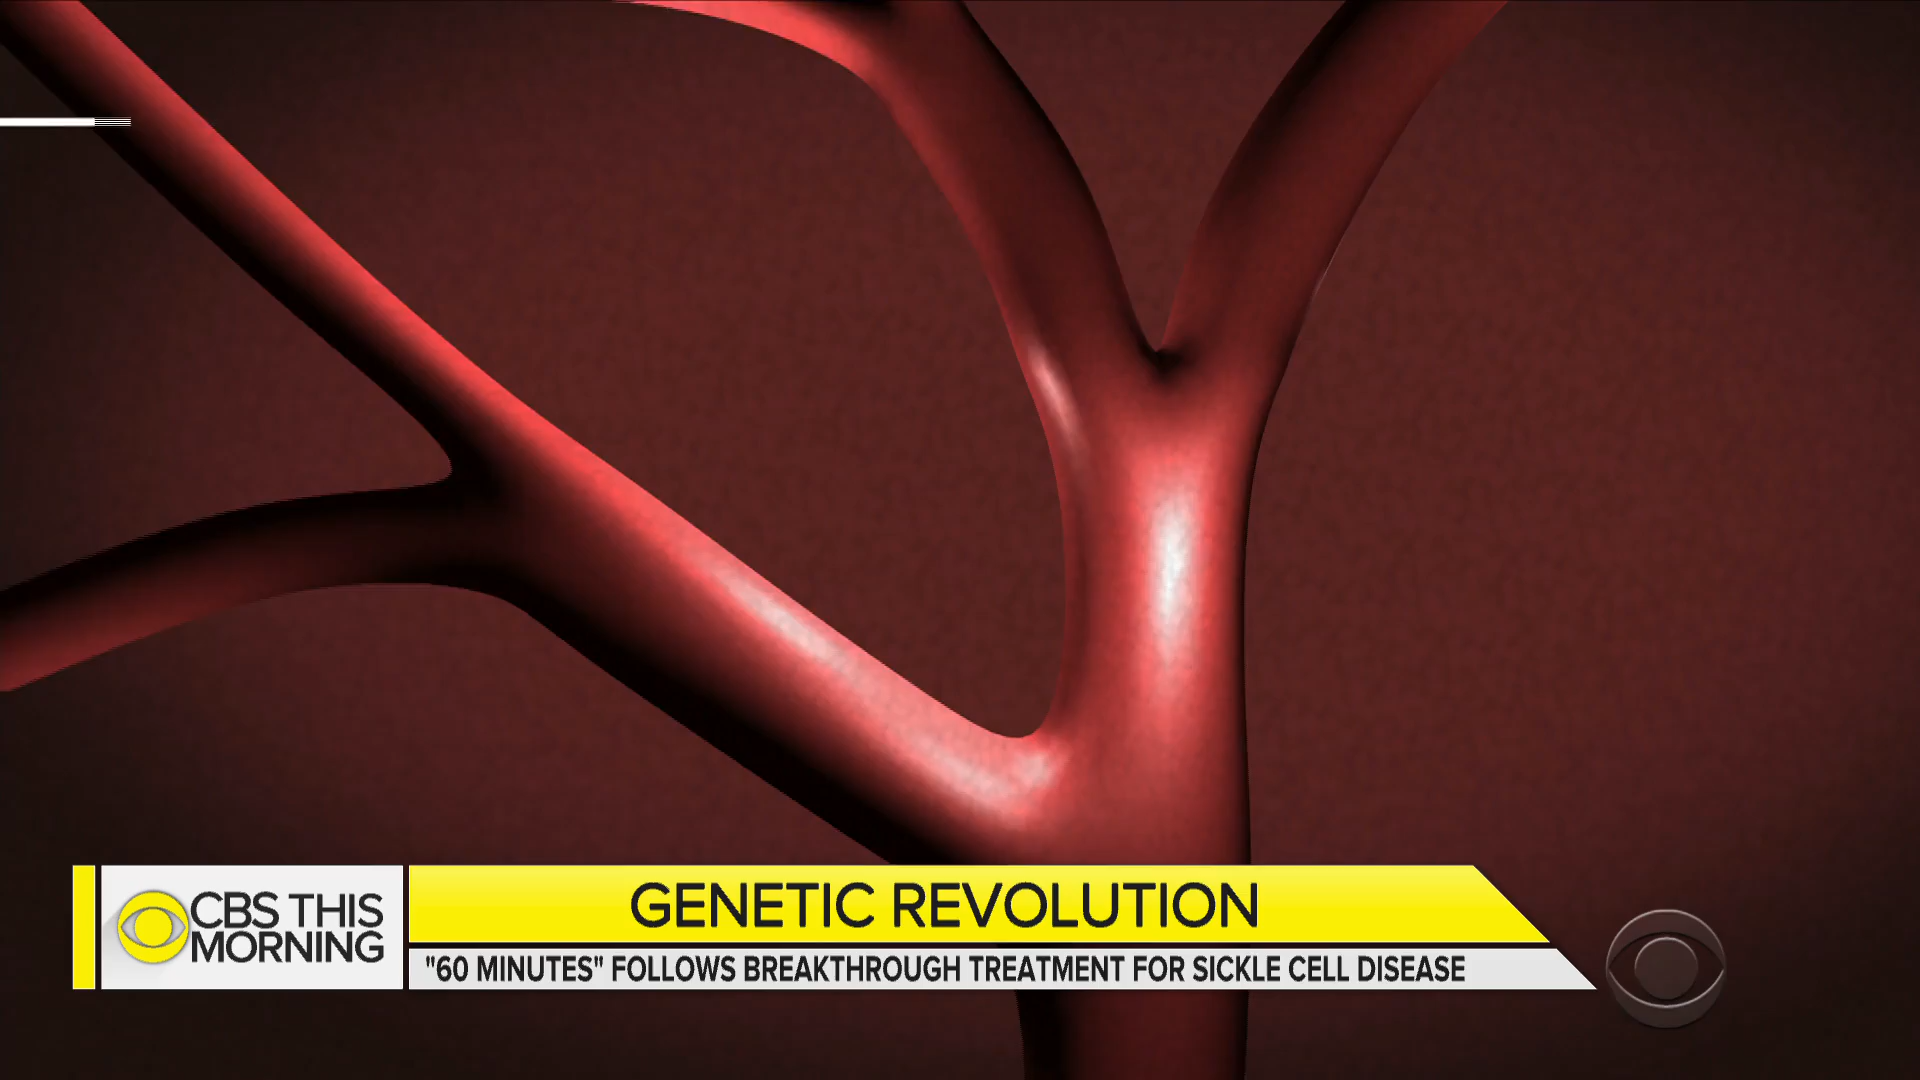 CBS THIS
MORNING
GENETIC REVOLUTION
"60 MINUTES" FOLLOWS BREAKTHROUGH TREATMENT FOR SICKLE CELL DISEASE